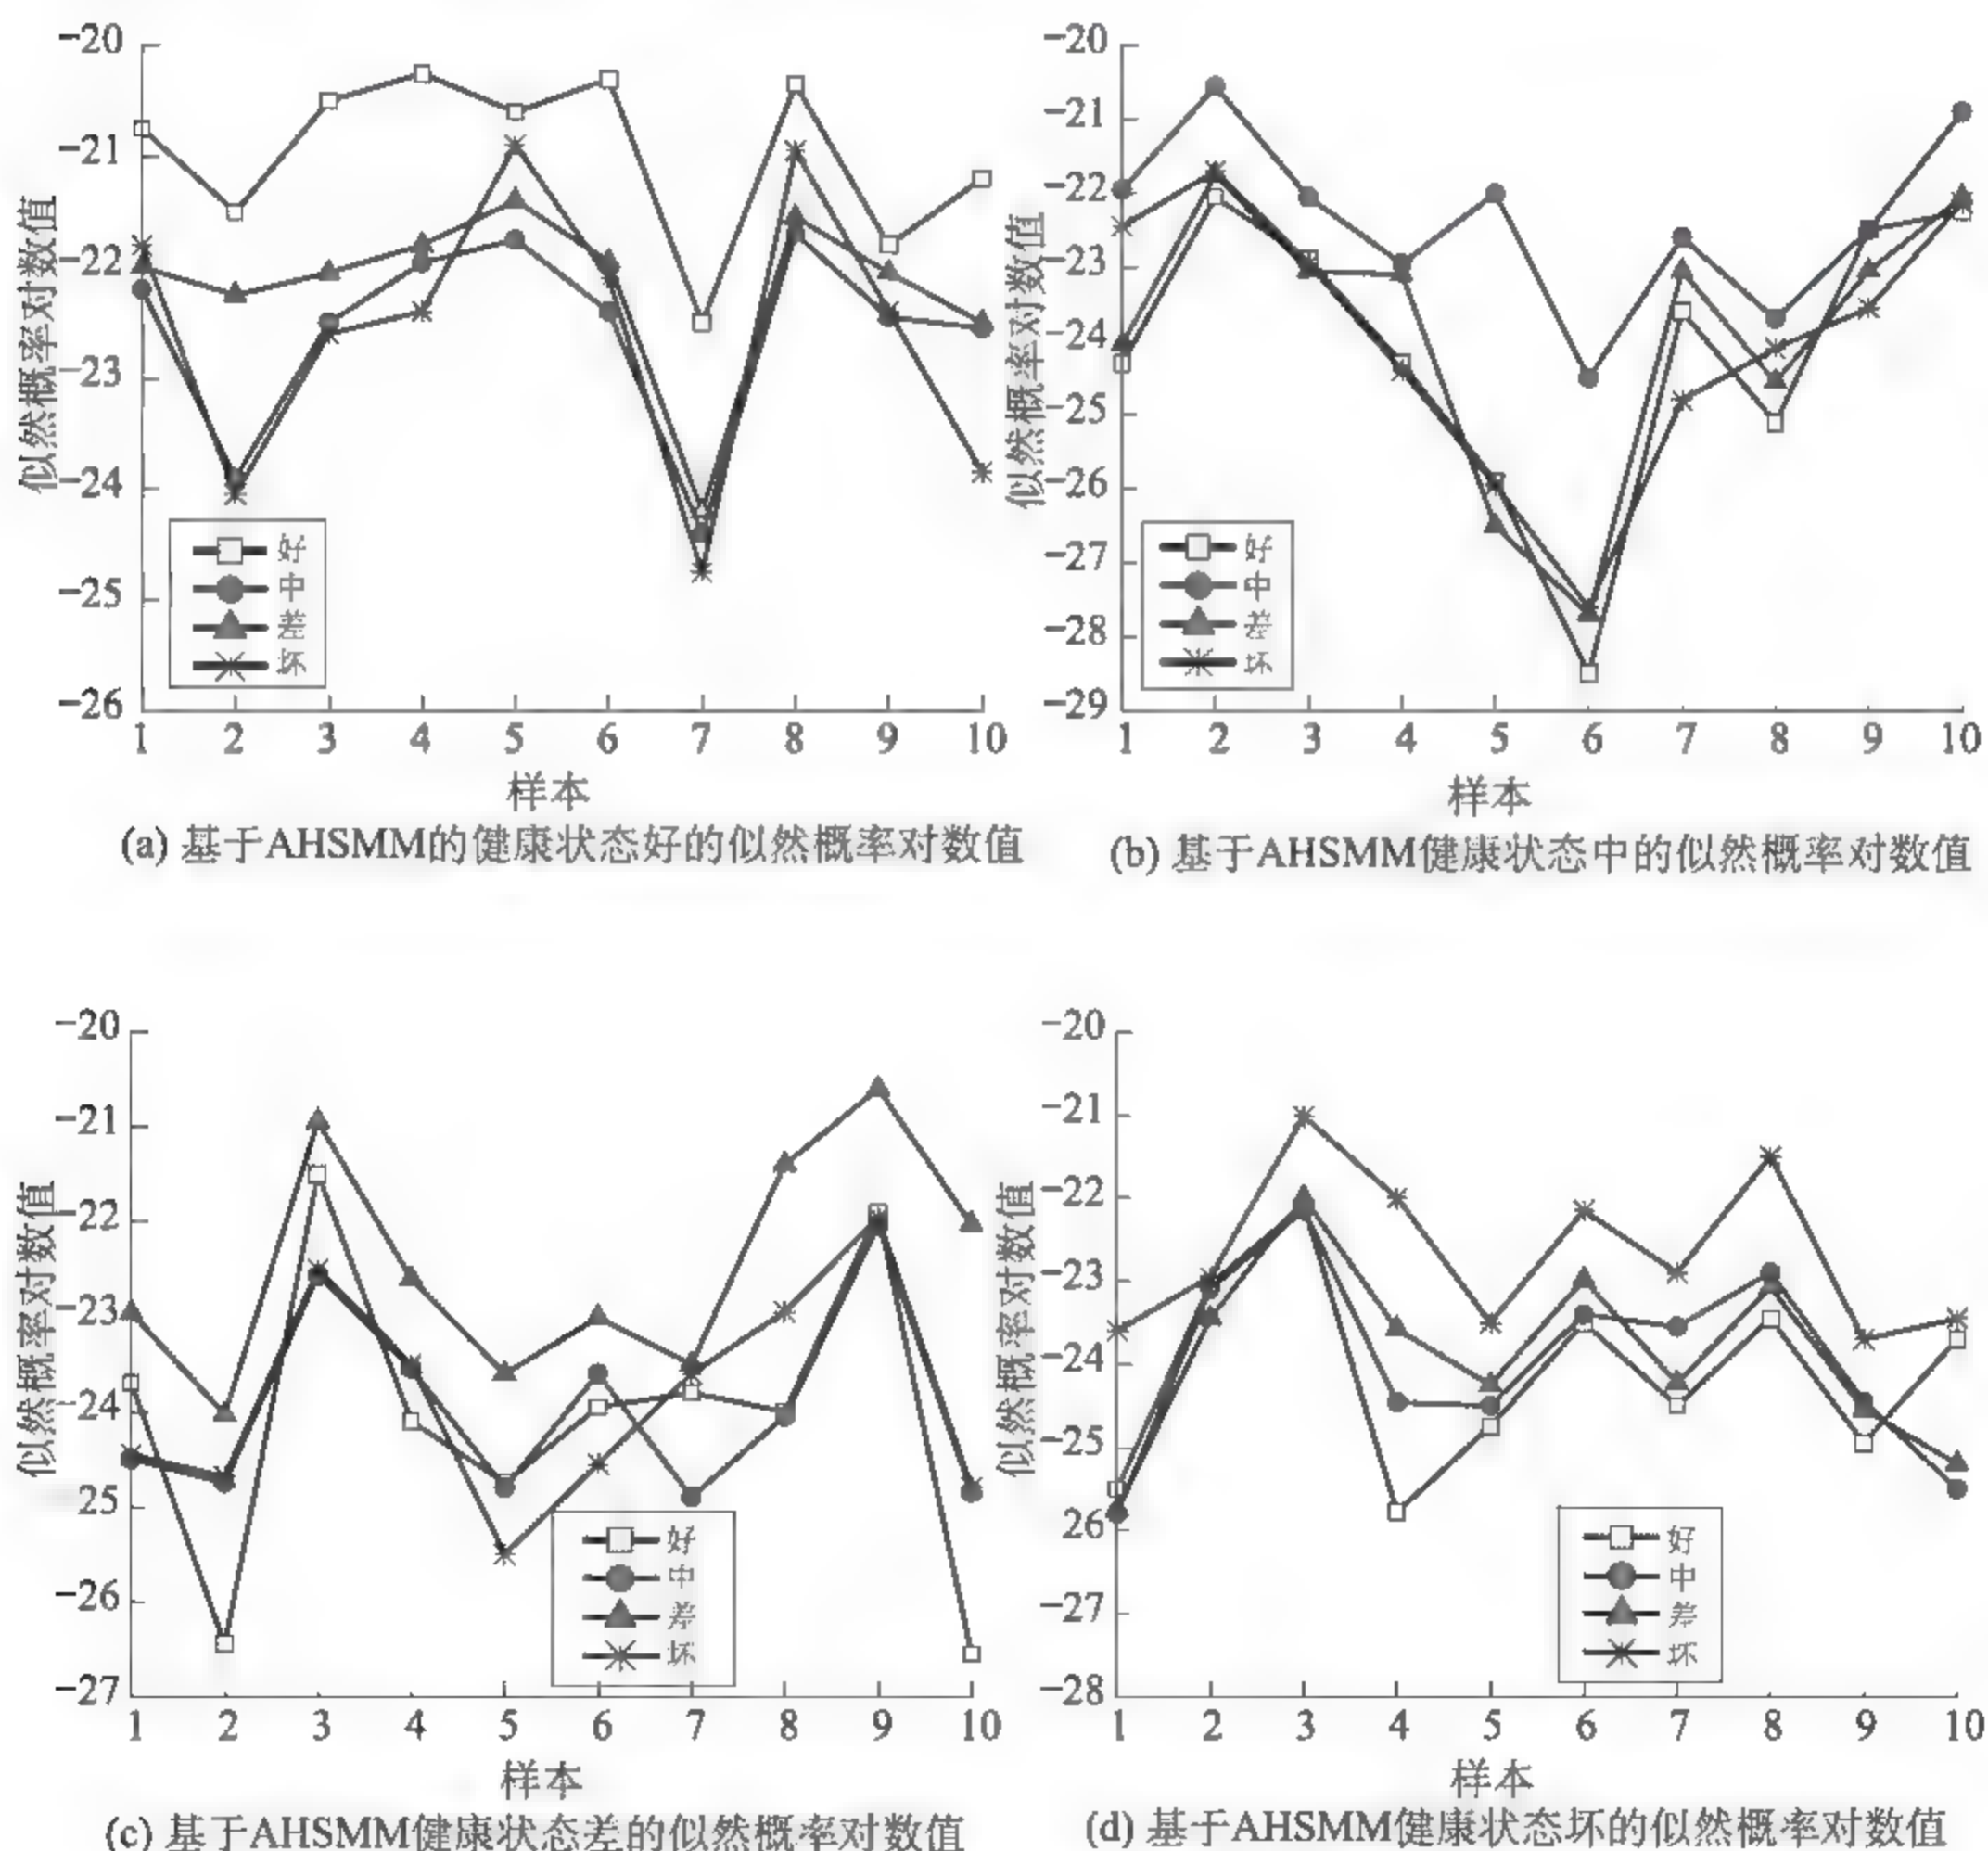 -20
-21
-22
-23
-24
-25
-26
似然概率对数值
好
中
差
坏
1 2 3 4 5 6 7 8 9 10
样本
(a) 基于AHSMM的健康状态好的似然概率对数值
-20
-21
-22
-23
-24
-25
-26
-27
-28
-29
似然概率对数值
好
中
差
坏
1 2 3 4 5 6 7 8 9 10
样本
(b) 基于AHSMM健康状态中的似然概率对数值
-20
-21
-22
-23
-24
-25
-26
-27
似然概率对数值
好
中
差
坏
1 2 3 4 5 6 7 8 9 10
样本
(c) 基于AHSMM健康状态差的似然概率对数值
-20
-21
-22
-23
-24
-25
26
-27
-28
似然概率对数值
好
中
差
坏
1 2 3 4 5 6 7 8 9 10
样本
(d) 基于AHSMM健康状态坏的似然概率对数值